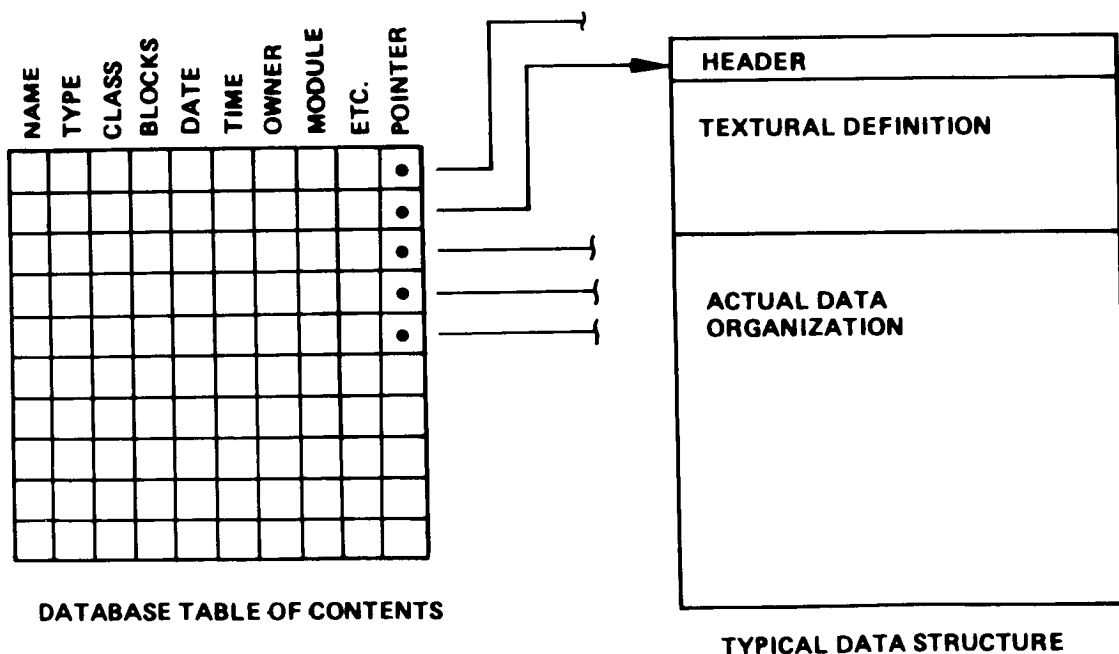 NAME
TYPE
CLASS
BLOCKS
DATE
TIME
OWNER
MODULE
ETC.
POINTER
DATABASE TABLE OF CONTENTS
HEADER
TEXTURAL DEFINITION
ACTUAL DATA
ORGANIZATION
TYPICAL DATA STRUCTURE